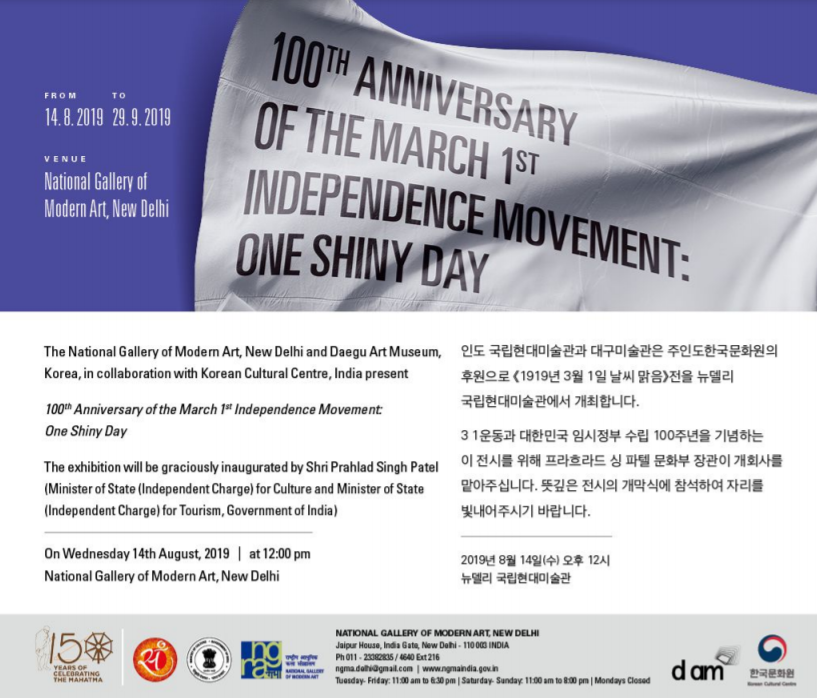 FROM TO
14.8.2019 29.9.2019
VENUE
National Gallery of
Modern Art, New Delhi
100TH ANNIVERSARY
OF THE MARCH 1ST
INDEPENDENCE MOVEMENT:
ONE SHINY DAY
The National Gallery of Modern Art, New Delhi and Daegu Art Museum,
Korea, in collaboration with Korean Cultural Centre, India present
100th Anniversary of the March 1st Independence Movement:
One Shiny Day
The exhibition will be graciously inaugurated by Shri Prahlad Singh Patel
(Minister of State (Independent Charge) for Culture and Minister of State
(Independent Charge) for Tourism, Government of India)
On Wednesday 14th August, 2019 | at 12:00 pm
National Gallery of Modern Art, New Delhi
인도 국립현대미술관과 대구미술관은 주인도한국문화원의
후원으로 《1919년 3월 1일 날씨 맑음》전을 뉴델리
국립현대미술관에서 개최합니다.
3 1운동과 대한민국 임시정부 수립 100주년을 기념하는
이 전시를 위해 프라흐라드 싱 파텔 문화부 장관이 개회사를
맡아주십니다. 뜻깊은 전시의 개막식에 참석하여 자리를
빛내어주시기 바랍니다.
2019년 8월 14일(수) 오후 12시
뉴델리 국립현대미술관
150
YEARS OF
CELEBRATING
THE MAHATMA
ngma
राष्ट्रीय आधुनिक
कला संग्रहालय
NATIONAL GALLERY
OF MODERN ART
NATIONAL GALLERY OF MODERN ART, NEW DELHI
Jaipur House, India Gate, New Delhi - 110 003 INDIA
Ph 011 - 23382835 / 4640 Ext 216
ngma.delhi@gmail.com | www.ngmaindia.gov.in
Tuesday- Friday: 11:00 am to 6:30 pm | Saturday- Sunday: 11:00 am to 8:00 pm | Mondays Closed
dam
한국문화원
Korean Cultural Centre